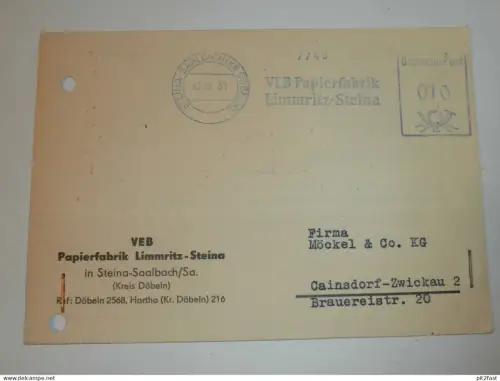 VEB Papierfabrik
Limmritz-Steina
Deutsche Post
010
VEB
Papierfabrik Limmritz-Steina
in Steina-Saalbach/Sa.
(Kreis Döbeln)
Ruf: Döbeln 2568, Hartha (Kr. Döbeln) 216
Firma
Möckel & Co. KG
Cainsdorf-Zwickau 2
Brauereistr. 20